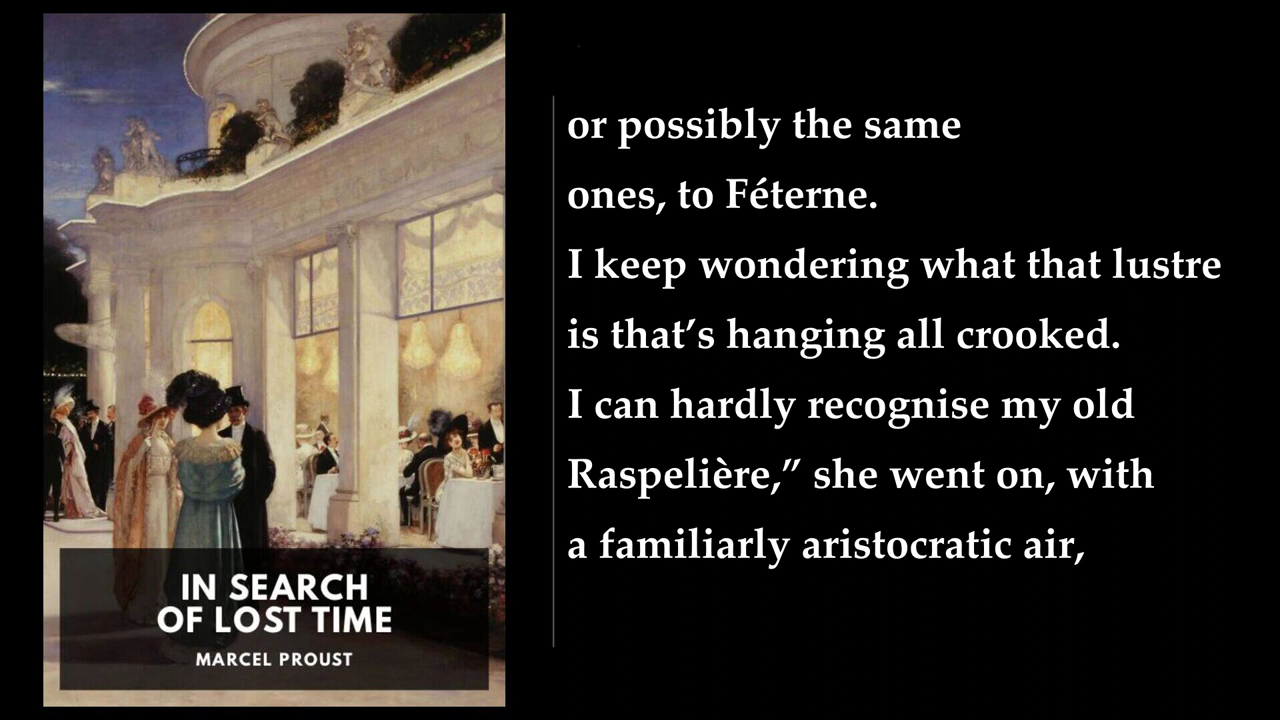 IN SEARCH
OF LOST TIME
MARCEL PROUST
or possibly the same
ones, to Féterne.
I keep wondering what that lustre
is that’s hanging all crooked.
I can hardly recognise my old
Raspelière,” she went on, with
a familiarly aristocratic air,